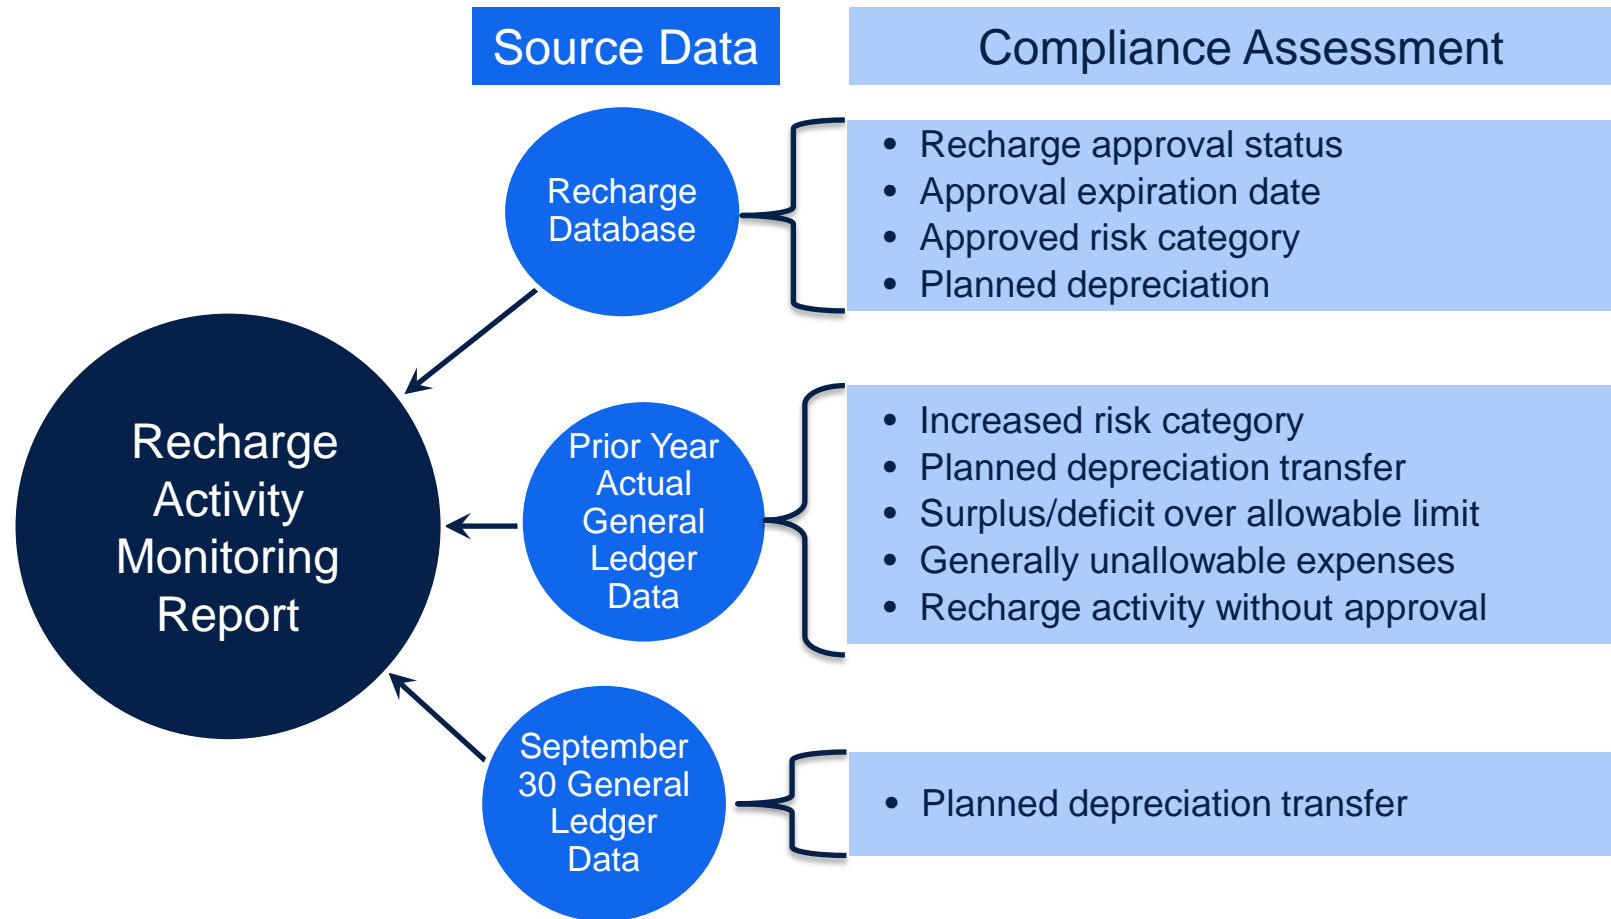 Source Data
Compliance Assessment
Recharge
Database
• Recharge approval status
• Approval expiration date
• Approved risk category
• Planned depreciation
Recharge
Activity
Monitoring
Report
Prior Year
Actual
General
Ledger
Data
• Increased risk category
• Planned depreciation transfer
• Surplus/deficit over allowable limit
• Generally unallowable expenses
• Recharge activity without approval
September
30 General
Ledger
Data
• Planned depreciation transfer